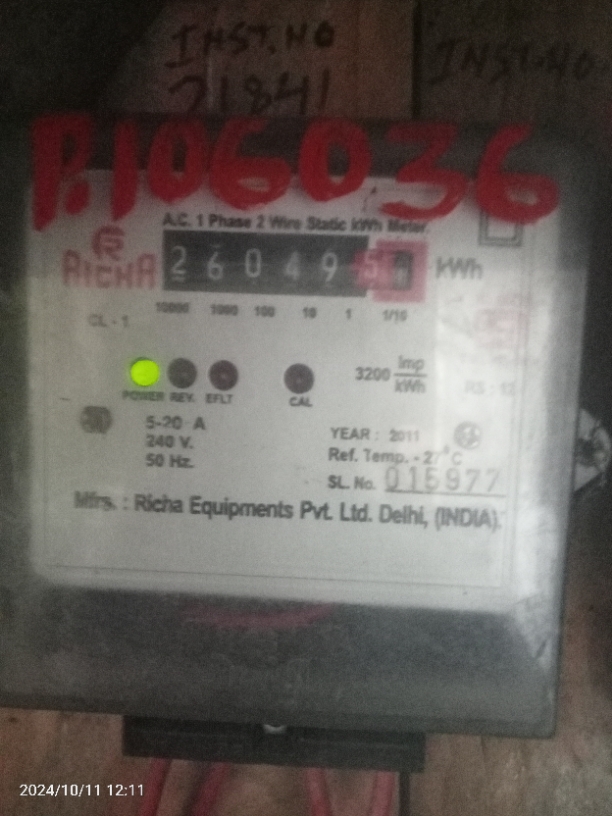 INST.NO
21841
INST.NO
P.106036
A.C. 1 Phase 2 Wire Static kWh Meter.
RICHA
2 6 0 4 9 5 kWh
10000 1000 100 10 1 1/10
CL - 1
3200 Imp/kWh
POWER REV. EFLT CAL
5-20 A
240 V.
50 Hz.
YEAR : 2011
Ref. Temp. - 27°C
SL. No. 015977
Mfrs. : Richa Equipments Pvt. Ltd. Delhi, (INDIA).
2024/10/11 12:11